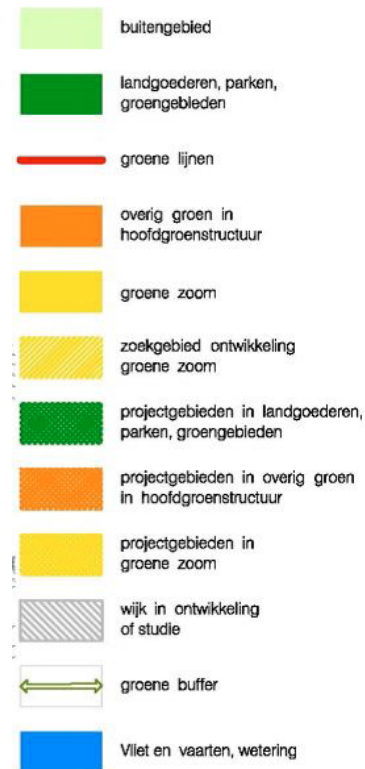 buitengebied
landgoederen, parken,
groengebieden
groene lijnen
overig groen in
hoofdgroenstructuur
groene zoom
zoekgebied ontwikkeling
groene zoom
projectgebieden in landgoederen,
parken, groengebieden
projectgebieden in overig groen
in hoofdgroenstructuur
projectgebieden in
groene zoom
wijk in ontwikkeling
of studie
groene buffer
Vliet en vaarten, wetering